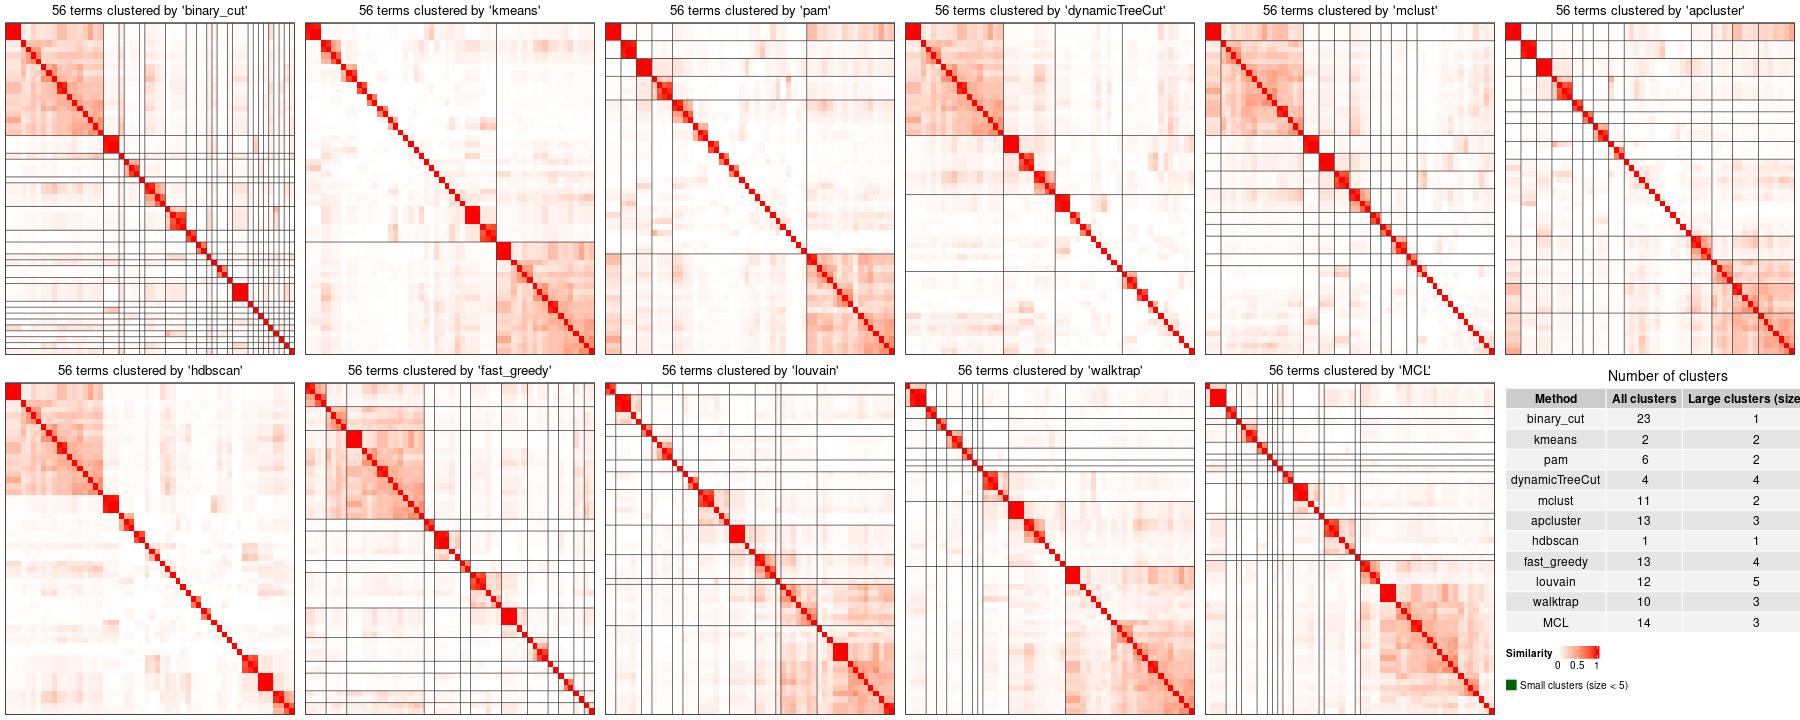 56 terms clustered by 'binary_cut'
56 terms clustered by 'kmeans'
56 terms clustered by 'pam'
56 terms clustered by 'dynamicTreeCut'
56 terms clustered by 'mclust'
56 terms clustered by 'apcluster'
56 terms clustered by 'hdbscan'
56 terms clustered by 'fast_greedy'
56 terms clustered by 'louvain'
56 terms clustered by 'walktrap'
56 terms clustered by 'MCL'
Number of clusters
Method All clusters Large clusters (size
binary_cut 23 1
kmeans 2 2
pam 6 2
dynamicTreeCut 4 4
mclust 11 2
apcluster 13 3
hdbscan 1 1
fast_greedy 13 4
louvain 12 5
walktrap 10 3
MCL 14 3
Similarity
0 0.5 1
Small clusters (size < 5)